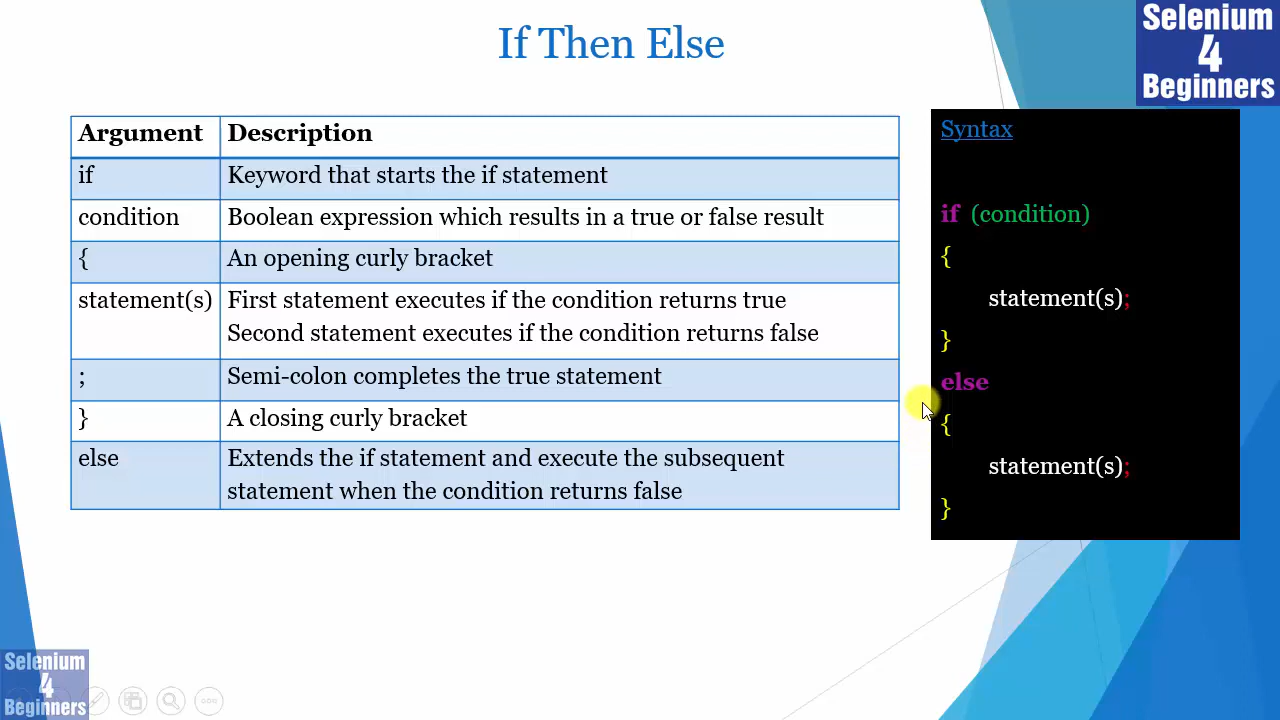 If Then Else
Selenium
4
Beginners
Argument Description
if Keyword that starts the if statement
condition Boolean expression which results in a true or false result
{ An opening curly bracket
statement(s) First statement executes if the condition returns true
Second statement executes if the condition returns false
; Semi-colon completes the true statement
} A closing curly bracket
else Extends the if statement and execute the subsequent
statement when the condition returns false
Syntax
if (condition)
{
statement(s);
}
else
{
statement(s);
}
Selenium
4
Beginners